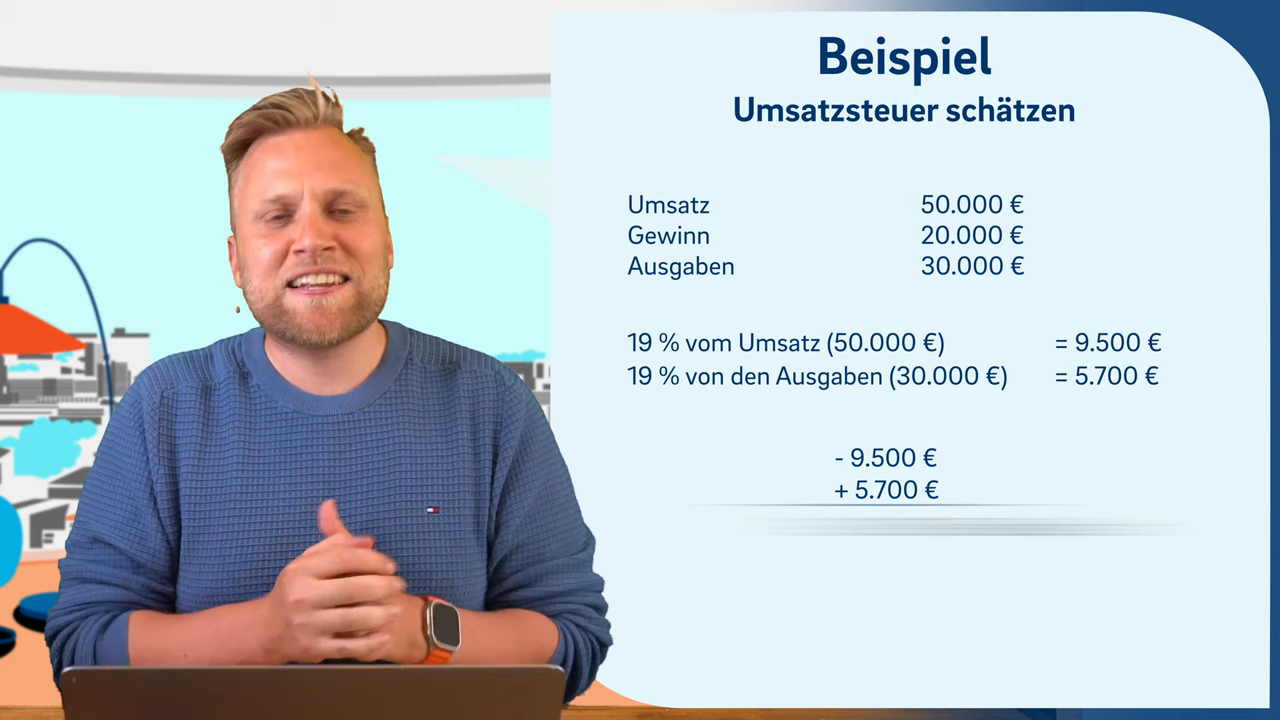 Beispiel
Umsatzsteuer schätzen
Umsatz 50.000 €
Gewinn 20.000 €
Ausgaben 30.000 €
19 % vom Umsatz (50.000 €) = 9.500 €
19 % von den Ausgaben (30.000 €) = 5.700 €
- 9.500 €
+ 5.700 €